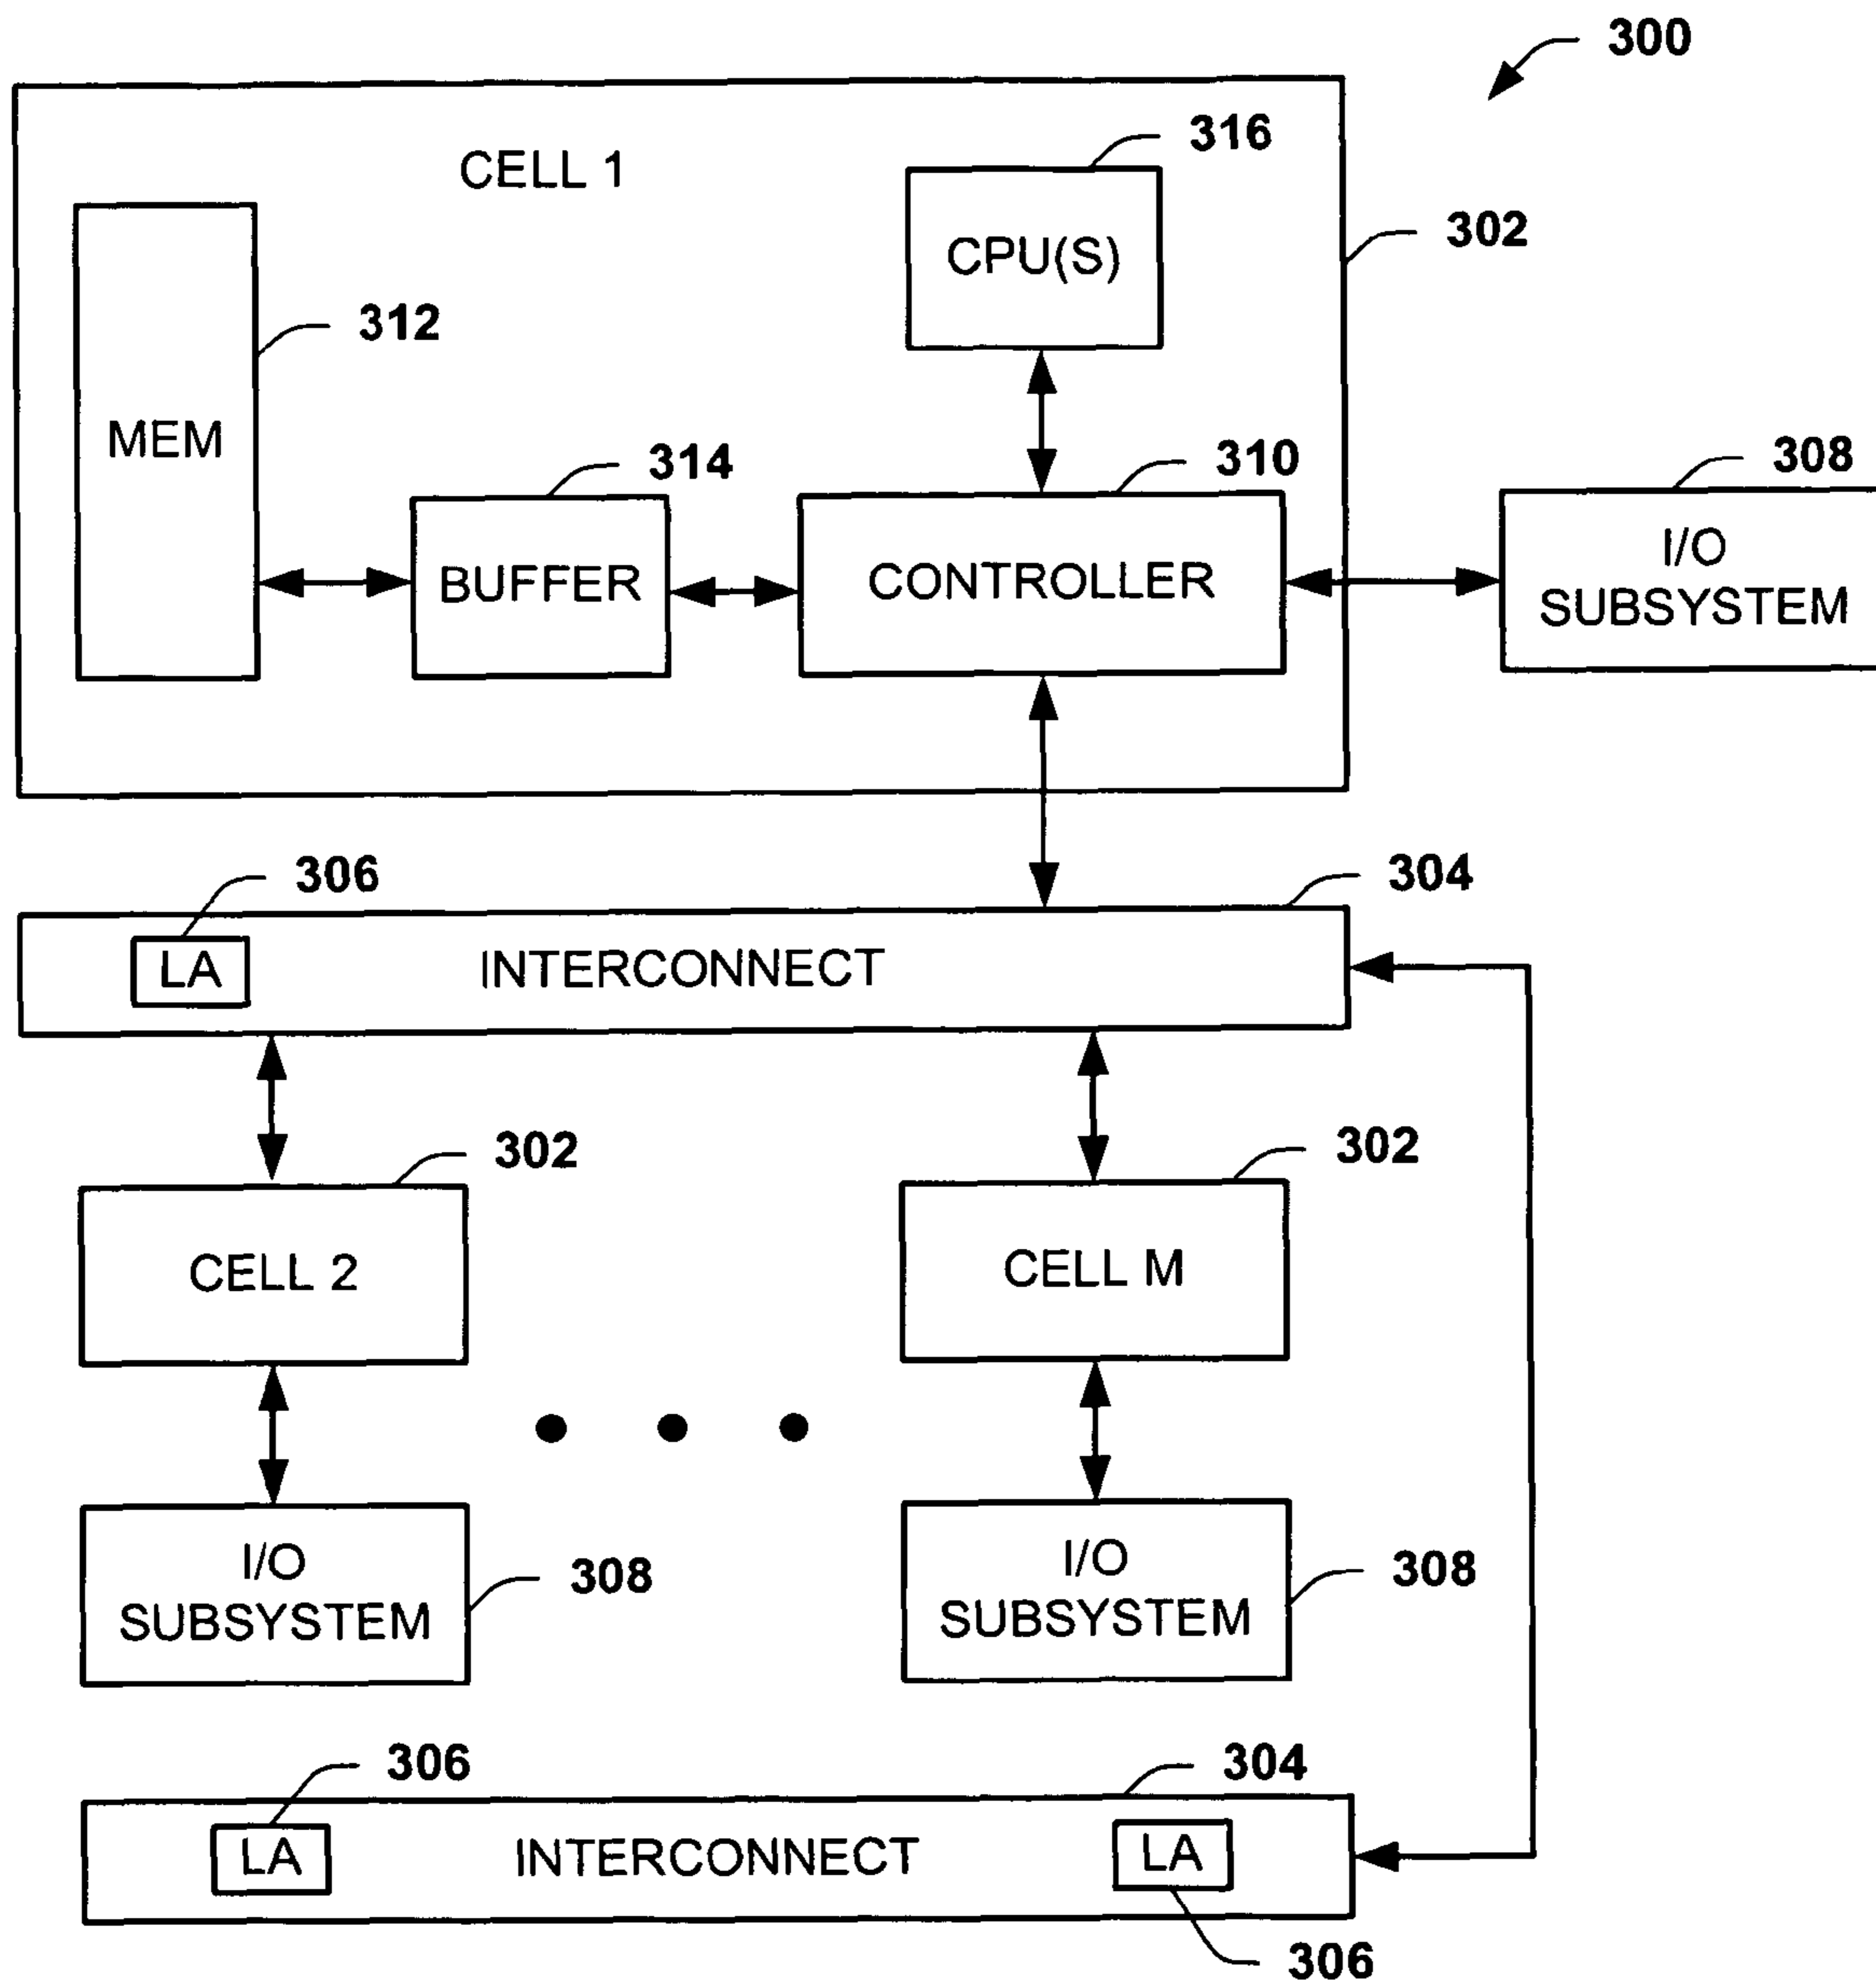 300
316
CELL 1
302
CPU(S)
312
MEM
314
310
308
BUFFER
CONTROLLER
I/O
SUBSYSTEM
306
304
LA
INTERCONNECT
302
302
CELL 2
CELL M
I/O
SUBSYSTEM
308
I/O
SUBSYSTEM
308
306
304
LA
INTERCONNECT
LA
306